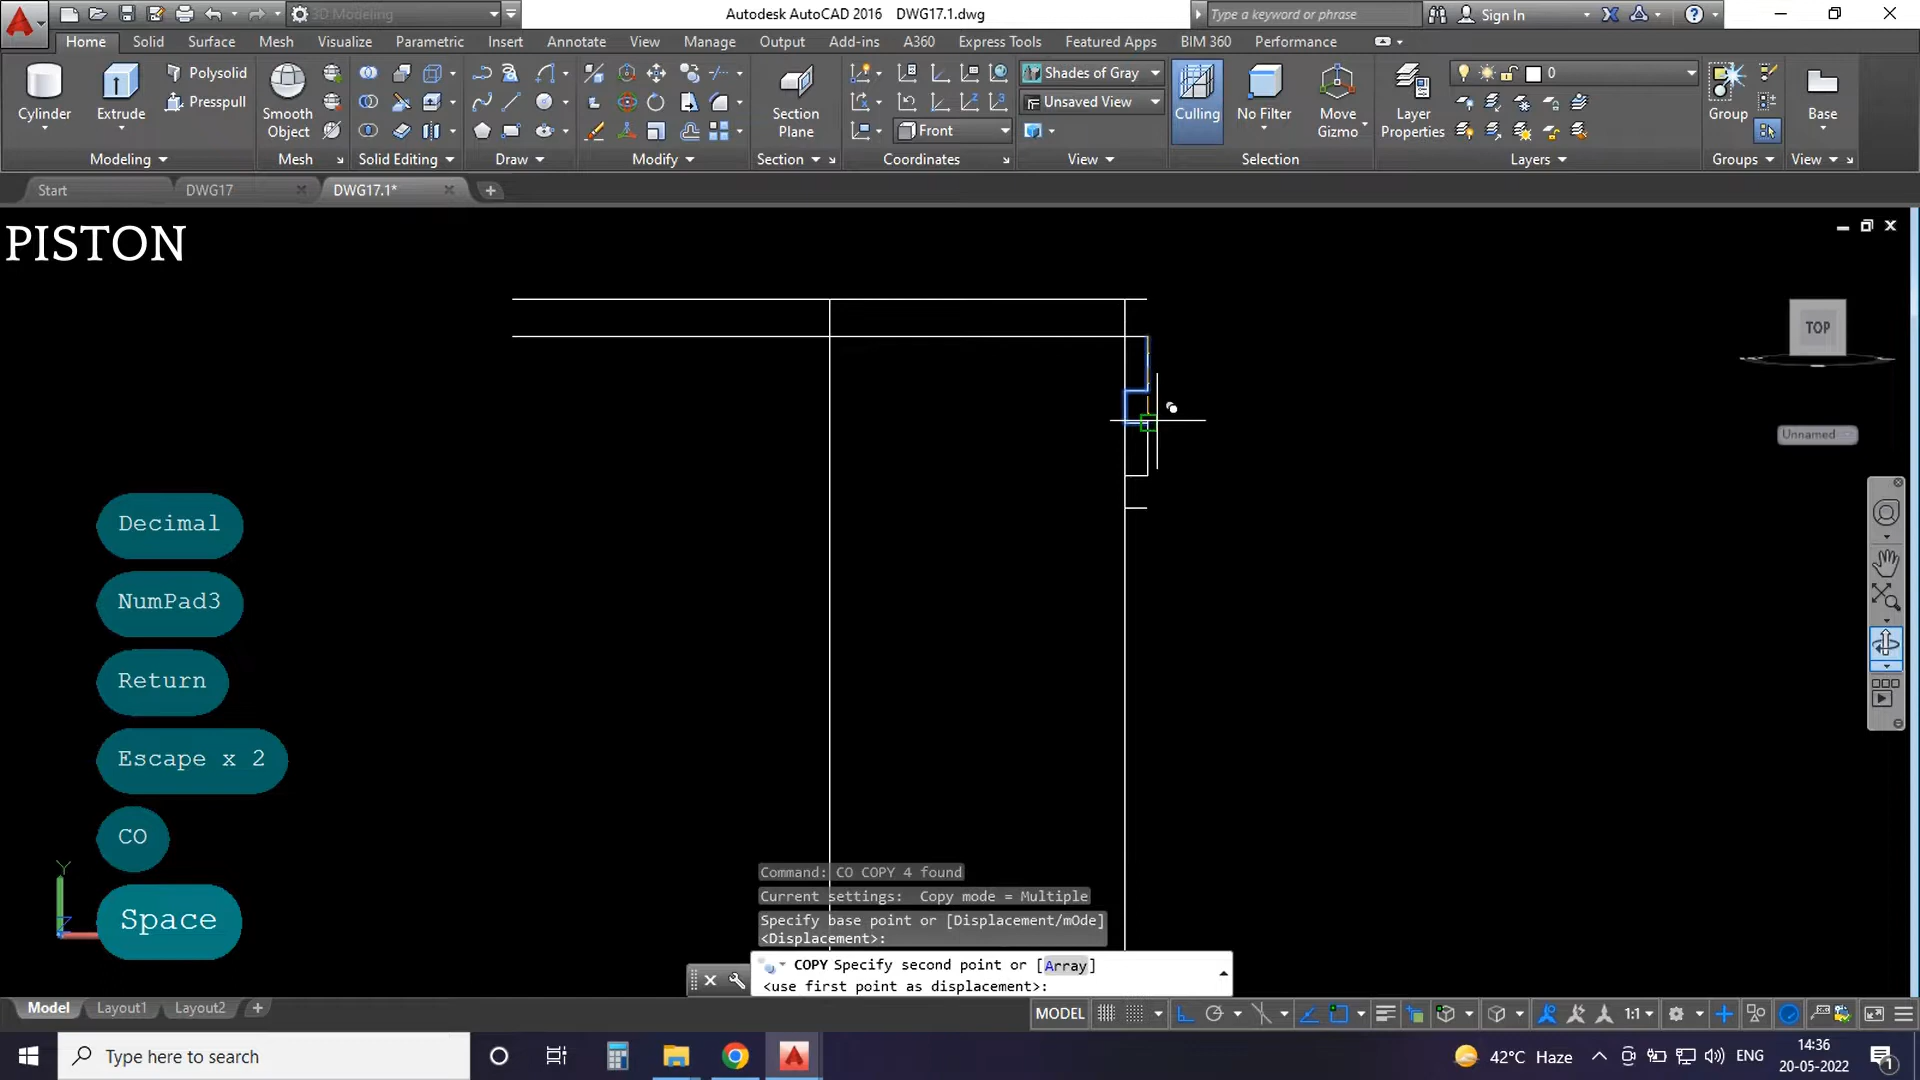 Autodesk AutoCAD 2016 DWG17.1.dwg
3D Modeling
Type a keyword or phrase
Sign In
Home Solid Surface Mesh Visualize Parametric Insert Annotate View Manage Output Add-ins A360 Express Tools Featured Apps BIM 360 Performance
Cylinder
Extrude
Polysolid
Presspull
Smooth
Object
Section
Plane
Front
Shades of Gray
Unsaved View
Culling
No Filter
Move
Gizmo
Layer
Properties
0
Group
Base
Modeling Mesh Solid Editing Draw Modify Section Coordinates View Selection Layers Groups View
Start DWG17 DWG17.1*
PISTON
TOP
Unnamed
Decimal
NumPad3
Return
Escape x 2
CO
Space
Y
Command: CO COPY 4 found
Current settings: Copy mode = Multiple
Specify base point or [Displacement/mOde]
<Displacement>:
COPY Specify second point or [Array]
<use first point as displacement>:
Model Layout1 Layout2
MODEL
1:1
Type here to search
42°C Haze
ENG
14:36
20-05-2022
1